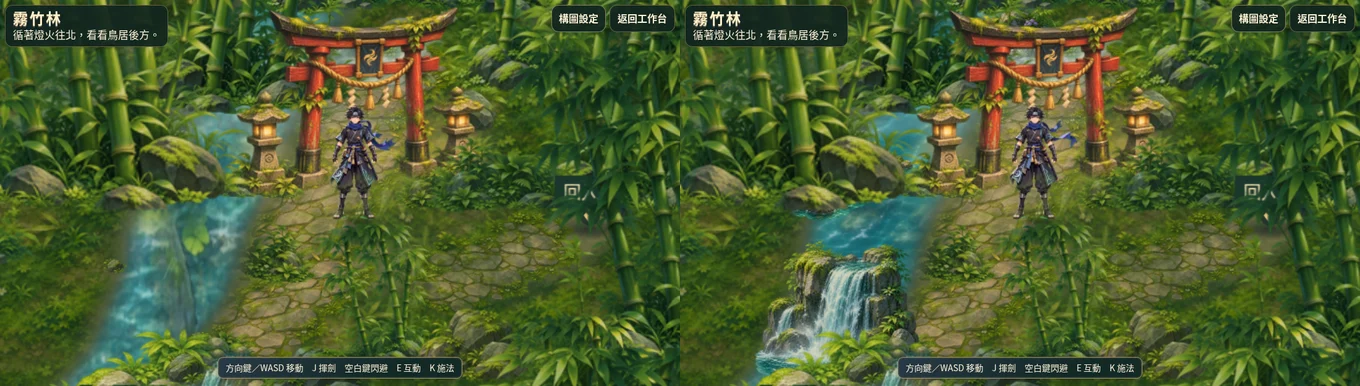 霧竹林
循著燈火往北，看看鳥居後方。
構圖設定
返回工作台
方向鍵／WASD 移動 J 揮劍 空白鍵閃避 E 互動 K 施法
霧竹林
循著燈火往北，看看鳥居後方。
構圖設定
返回工作台
方向鍵／WASD 移動 J 揮劍 空白鍵閃避 E 互動 K 施法